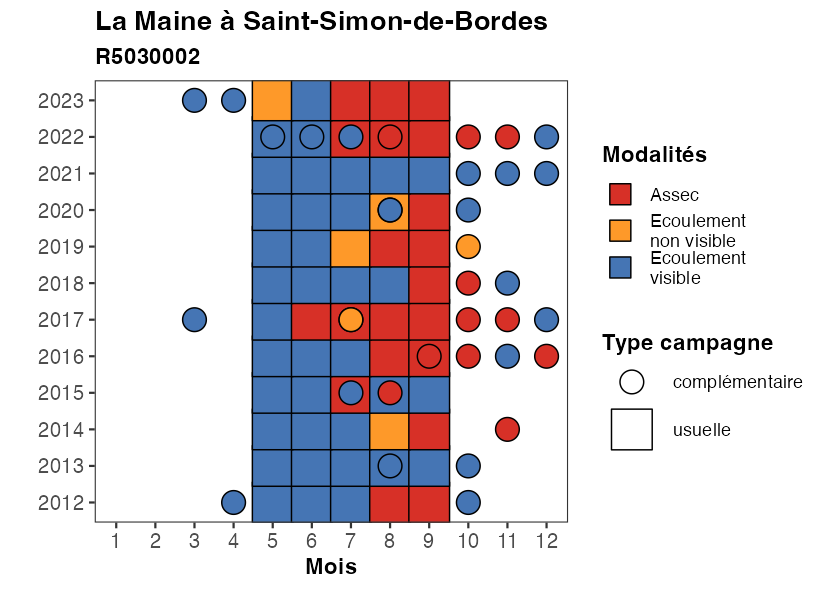 La Maine à Saint-Simon-de-Bordes
R5030002
2023
2022
2021
2020
2019
2018
2017
2016
2015
2014
2013
2012
1 2 3 4 5 6 7 8 9 10 11 12
Mois
Modalités
Assec
Ecoulement
non visible
Ecoulement
visible
Type campagne
complémentaire
usuelle